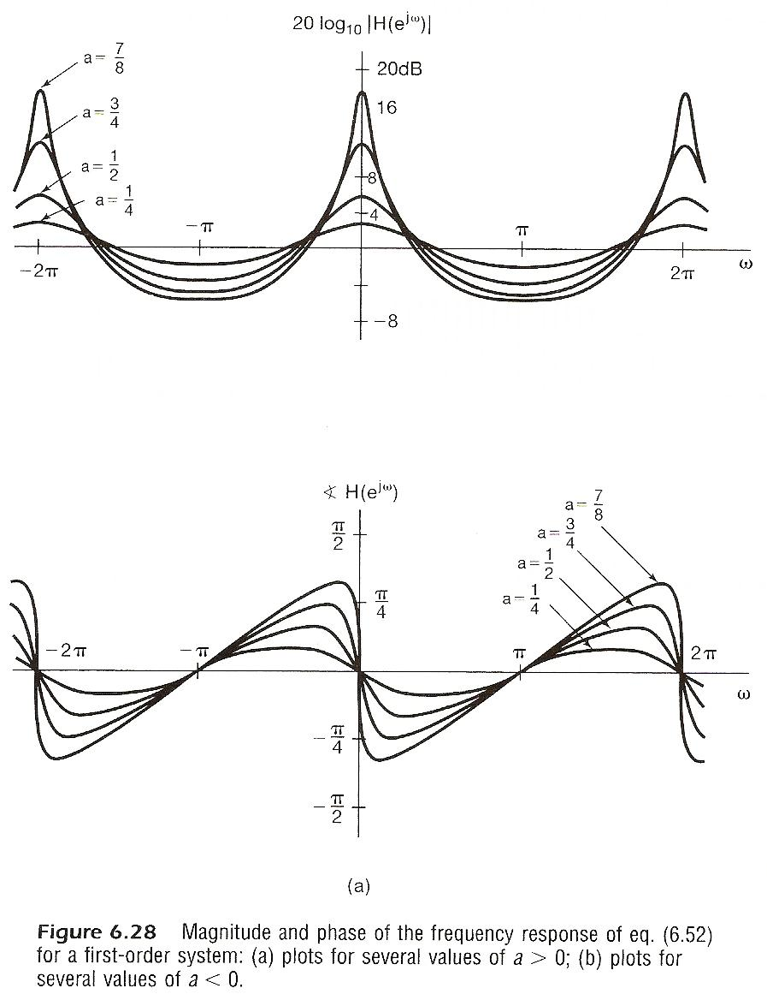 20 log₁₀ |H(e^jω)|
a= 7/8
20dB
a= 3/4
16
a= 1/2
8
a= 1/4
4
−π
π
−2π
2π
ω
−8
∢ H(e^jω)
a= 7/8
π/2
a= 3/4
a= 1/2
a= 1/4
π/4
−2π
−π
π
2π
ω
−π/4
−π/2
(a)
Figure 6.28 Magnitude and phase of the frequency response of eq. (6.52)
for a first-order system: (a) plots for several values of a > 0; (b) plots for
several values of a < 0.